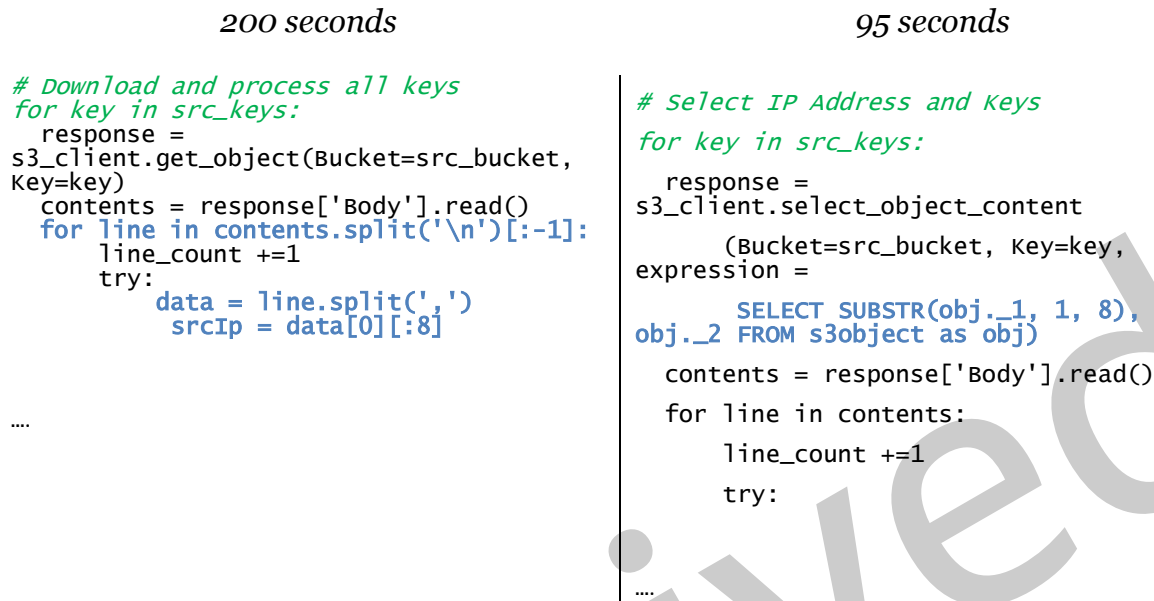 200 seconds
# Download and process all keys
for key in src_keys:
response =
s3_client.get_object(Bucket=src_bucket,
Key=key)
contents = response['Body'].read()
for line in contents.split('\n')[:-1]:
line_count +=1
try:
data = line.split(',')
srcIp = data[0][:8]
….
95 seconds
# Select IP Address and Keys
for key in src_keys:
response =
s3_client.select_object_content
(Bucket=src_bucket, Key=key,
expression =
SELECT SUBSTR(obj._1, 1, 8),
obj._2 FROM s3object as obj)
contents = response['Body'].read()
for line in contents:
line_count +=1
try:
….